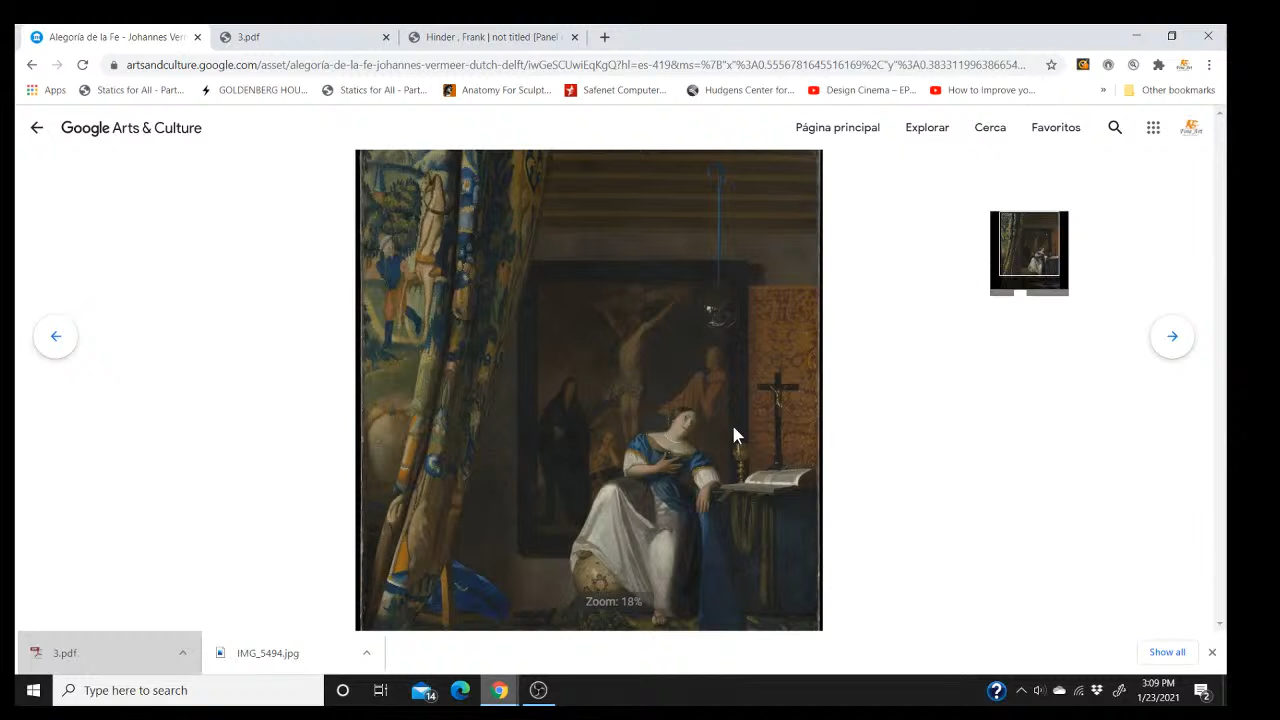 Alegoría de la Fe - Johannes Ver
3.pdf
Hinder , Frank | not titled [Panel
artsandculture.google.com/asset/alegoría-de-la-fe-johannes-vermeer-dutch-delft/iwGeSCUwiEqKgQ?hl=es-419&ms=%7B"x"%3A0.5556781645516169%2C"y"%3A0.383311996386654...
Apps
Statics for All - Part...
GOLDENBERG HOU...
Statics for All - Part...
Anatomy For Sculpt...
Safenet Computer...
Hudgens Center for...
Design Cinema – EP...
How to Improve yo...
»
Other bookmarks
Google Arts & Culture
Página principal
Explorar
Cerca
Favoritos
Zoom: 18%
3.pdf
IMG_5494.jpg
Show all
Type here to search
14
3:09 PM
1/23/2021
2